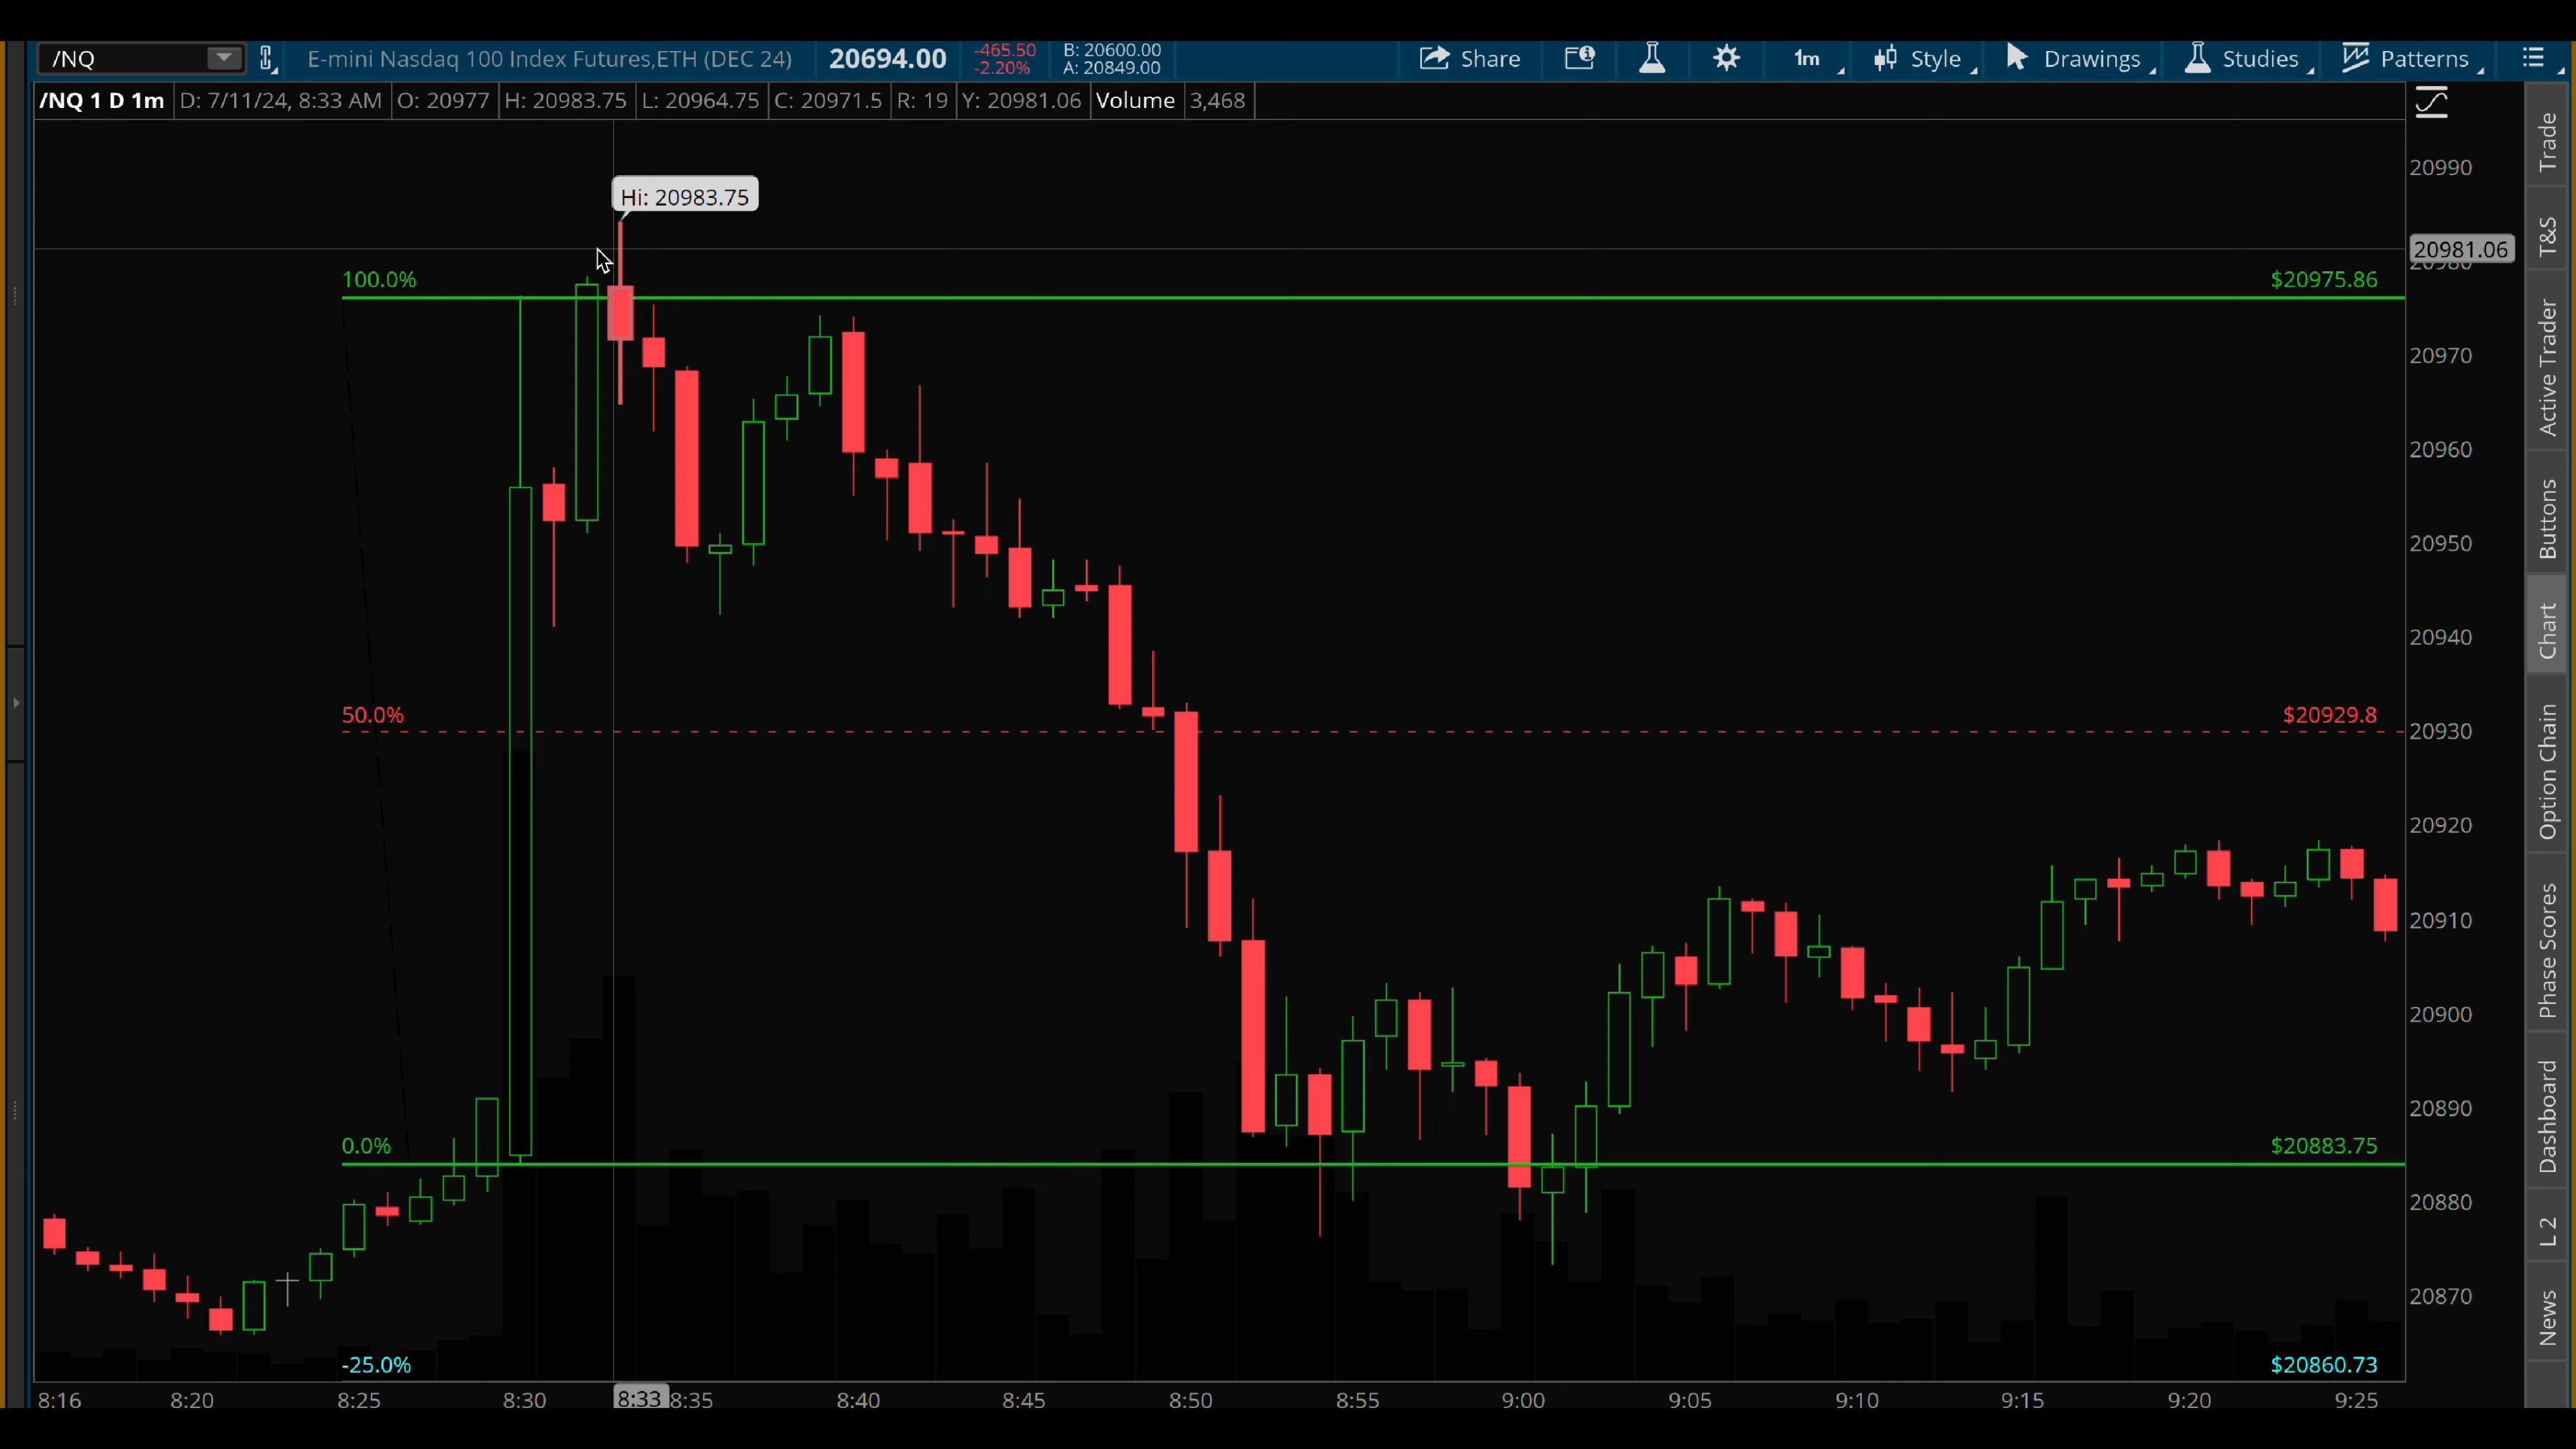 /NQ
E-mini Nasdaq 100 Index Futures,ETH (DEC 24)
20694.00
-465.50
-2.20%
B: 20600.00
A: 20849.00
Share
1m
Style
Drawings
Studies
Patterns
/NQ 1 D 1m
D: 7/11/24, 8:33 AM
O: 20977
H: 20983.75
L: 20964.75
C: 20971.5
R: 19
Y: 20981.06
Volume
3,468
Hi: 20983.75
100.0%
$20975.86
50.0%
$20929.8
0.0%
$20883.75
-25.0%
$20860.73
20990
20981.06
20980
20970
20960
20950
20940
20930
20920
20910
20900
20890
20880
20870
8:16
8:20
8:25
8:30
8:33
8:35
8:40
8:45
8:50
8:55
9:00
9:05
9:10
9:15
9:20
9:25
Trade
T&S
Active Trader
Buttons
Chart
Option Chain
Phase Scores
Dashboard
L 2
News